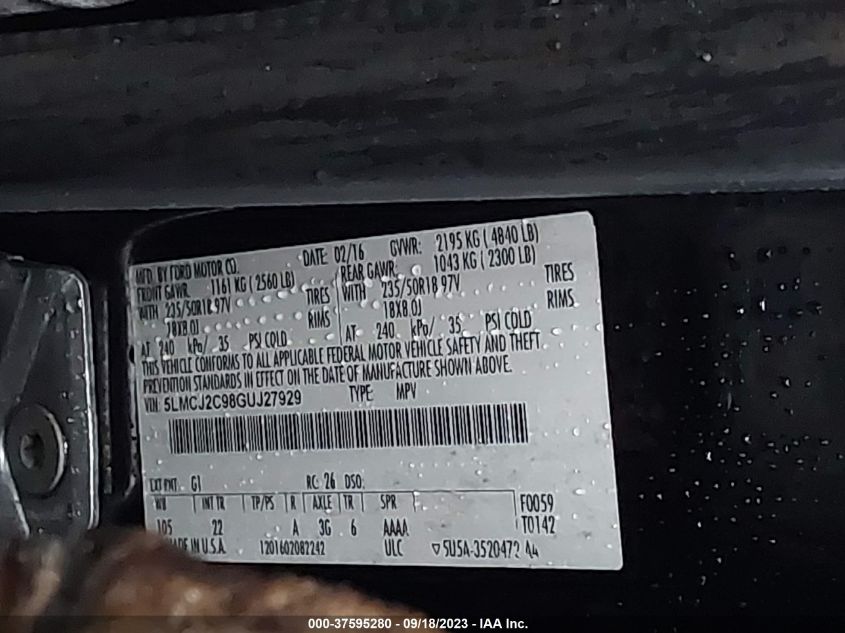 MFD. BY FORD MOTOR CO. DATE: 02/16 GVWR: 2195 KG ( 4840 LB)
FRONT GAWR: 1161 KG ( 2560 LB) REAR GAWR: 1043 KG ( 2300 LB)
WITH 235/50R18 97V TIRES WITH 235/50R18 97V TIRES
18X8.0J RIMS 18X8.0J RIMS
AT 240 kPa/ 35 PSI COLD AT 240 kPa/ 35 PSI COLD
THIS VEHICLE CONFORMS TO ALL APPLICABLE FEDERAL MOTOR VEHICLE SAFETY AND THEFT
PREVENTION STANDARDS IN EFFECT ON THE DATE OF MANUFACTURE SHOWN ABOVE.
VIN: 5LMCJ2C98GUJ27929 TYPE: MPV
EXT PNT: G1 RC: 26 DSO:
WB INT TR TP/PS R AXLE TR SPR F0059
105 22 A 3G 6 AAAA T0142
MADE IN U.S.A. 1201602082242 ULC ▽5U5A-3520472 AA
000-37595280 - 09/18/2023 - IAA Inc.